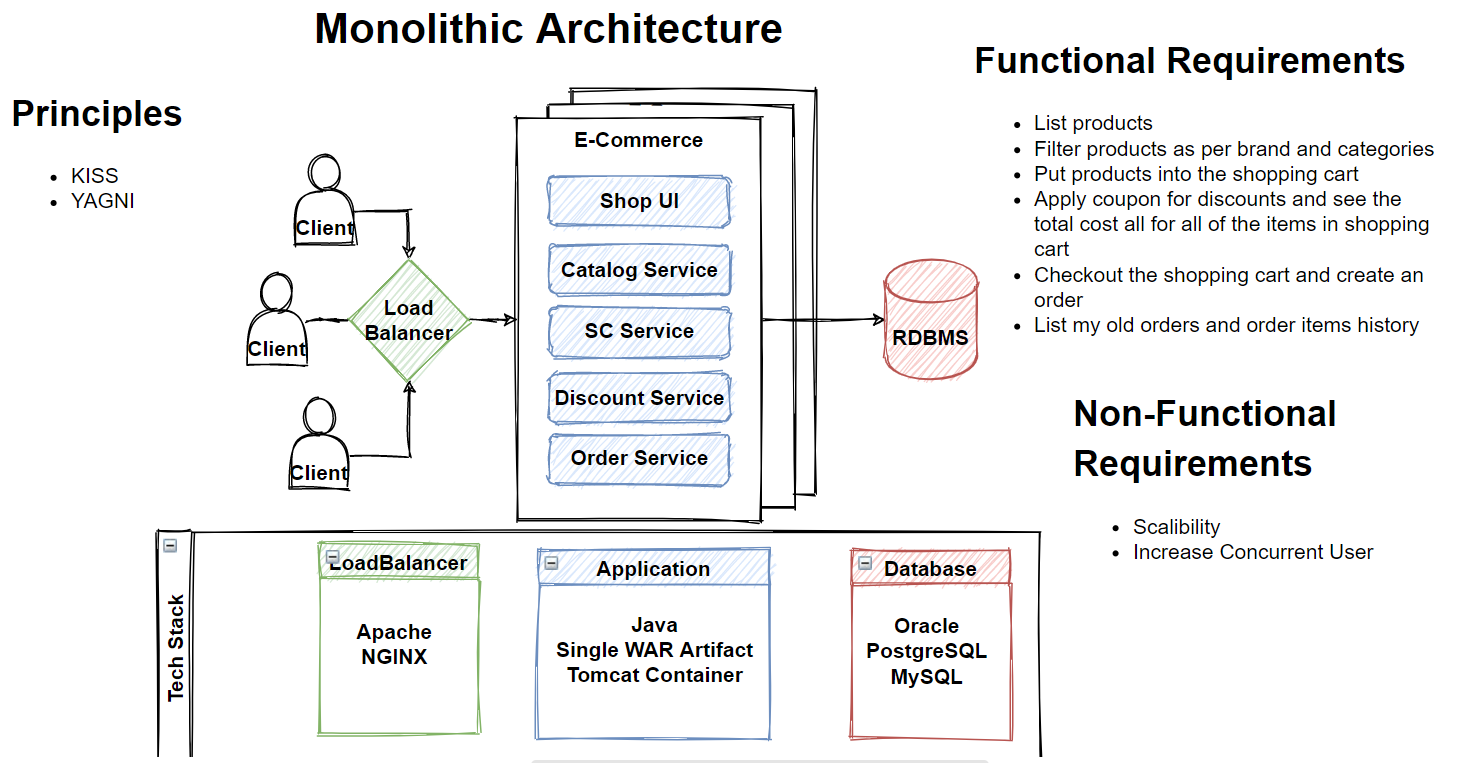 Monolithic Architecture
Principles
KISS
YAGNI
Client
Client
Client
Load
Balancer
E-Commerce
Shop UI
Catalog Service
SC Service
Discount Service
Order Service
RDBMS
Functional Requirements
List products
Filter products as per brand and categories
Put products into the shopping cart
Apply coupon for discounts and see the
total cost all for all of the items in shopping
cart
Checkout the shopping cart and create an
order
List my old orders and order items history
Non-Functional
Requirements
Scalibility
Increase Concurrent User
Tech Stack
LoadBalancer
Apache
NGINX
Application
Java
Single WAR Artifact
Tomcat Container
Database
Oracle
PostgreSQL
MySQL